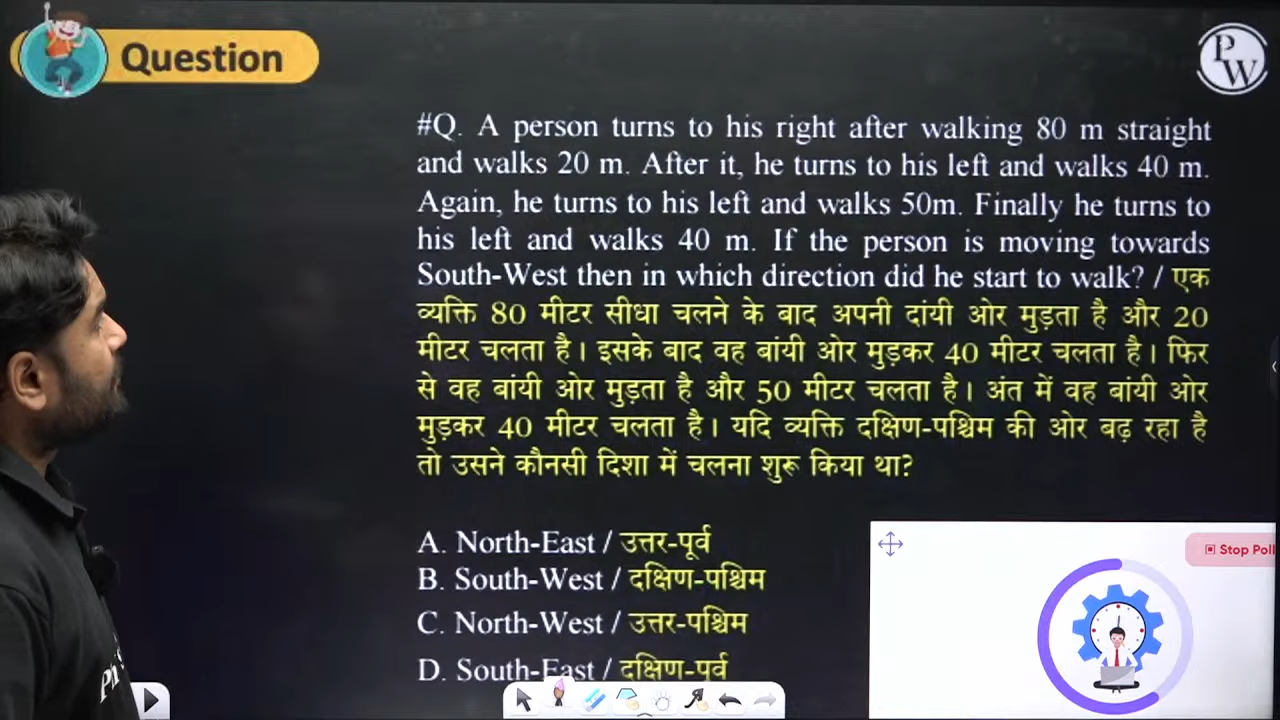 Question
PW
#Q. A person turns to his right after walking 80 m straight
and walks 20 m. After it, he turns to his left and walks 40 m.
Again, he turns to his left and walks 50m. Finally he turns to
his left and walks 40 m. If the person is moving towards
South-West then in which direction did he start to walk? / एक
व्यक्ति 80 मीटर सीधा चलने के बाद अपनी दांयी ओर मुड़ता है और 20
मीटर चलता है। इसके बाद वह बांयी ओर मुड़कर 40 मीटर चलता है। फिर
से वह बांयी ओर मुड़ता है और 50 मीटर चलता है। अंत में वह बांयी ओर
मुड़कर 40 मीटर चलता है। यदि व्यक्ति दक्षिण-पश्चिम की ओर बढ़ रहा है
तो उसने कौनसी दिशा में चलना शुरू किया था?
A. North-East / उत्तर-पूर्व
B. South-West / दक्षिण-पश्चिम
Stop Poll
C. North-West / उत्तर-पश्चिम
D. South-East / दक्षिण-पूर्व